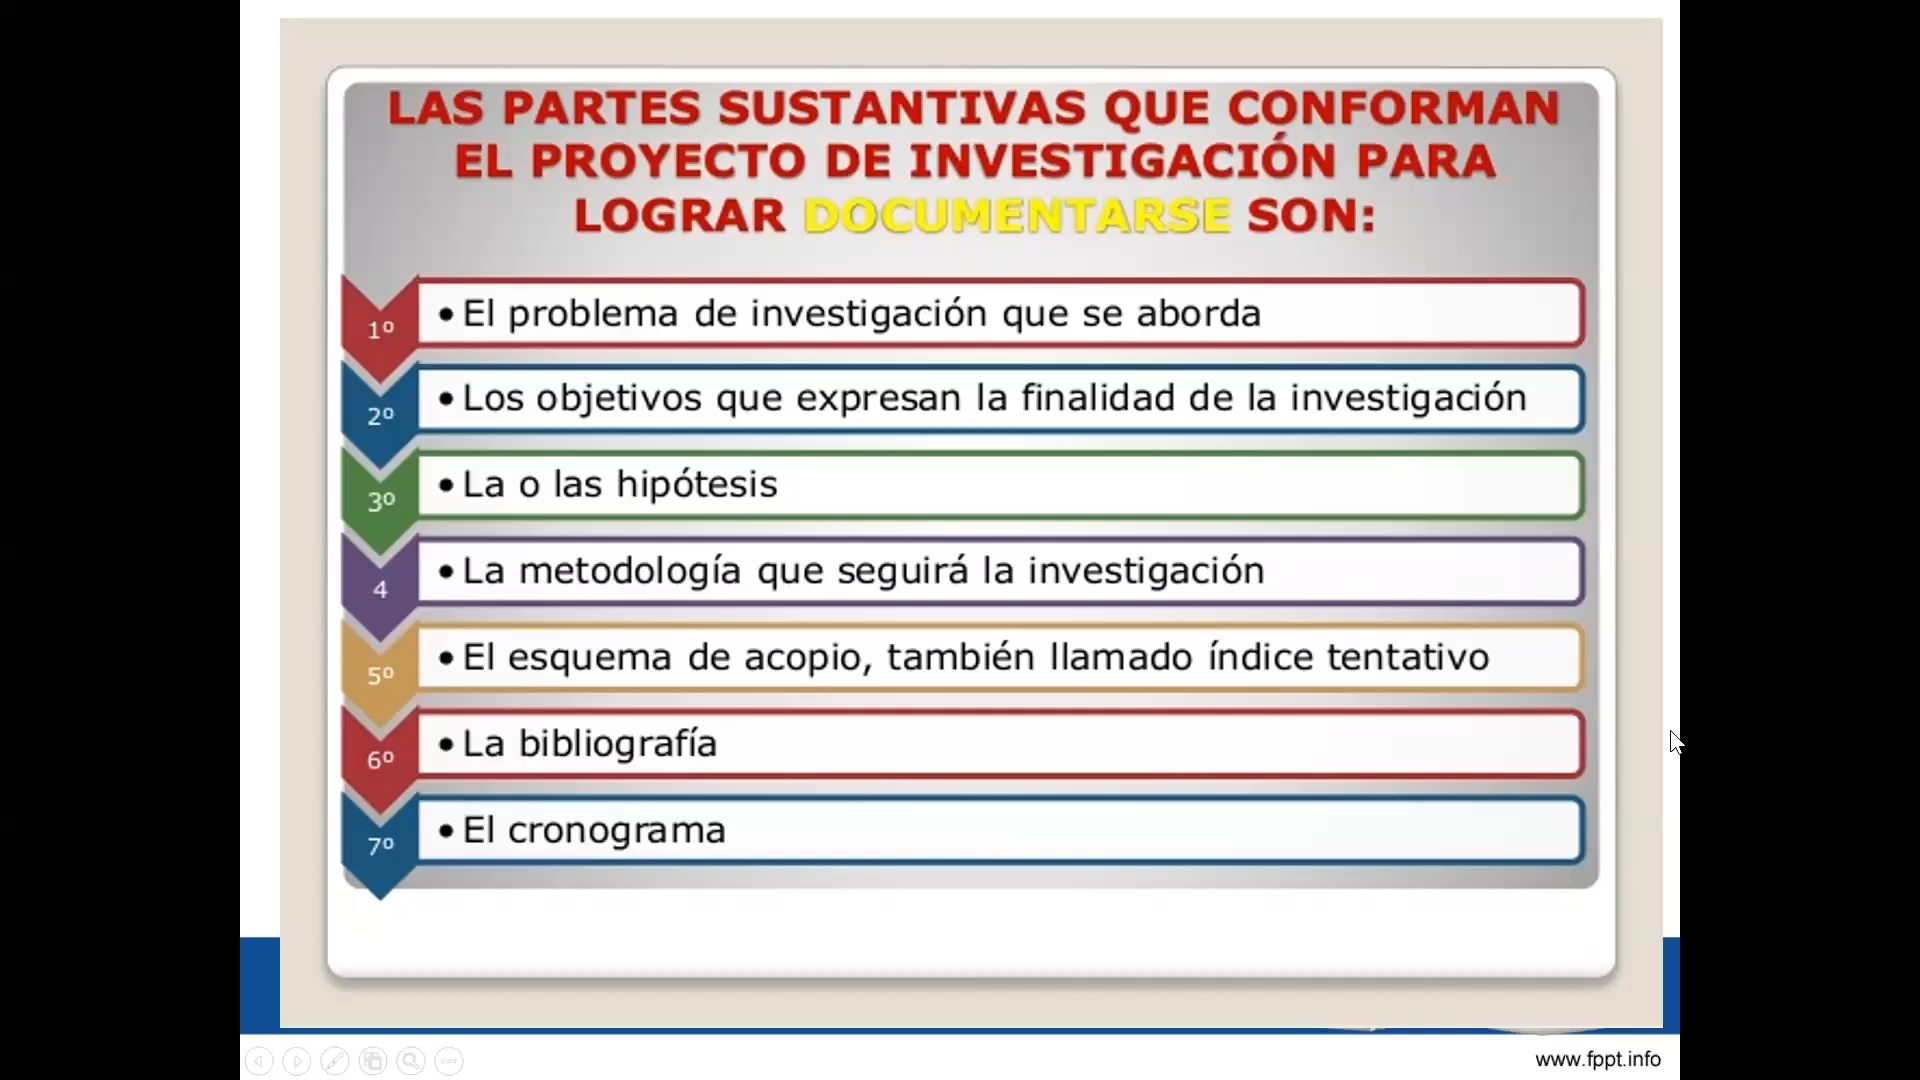 LAS PARTES SUSTANTIVAS QUE CONFORMAN
EL PROYECTO DE INVESTIGACIÓN PARA
LOGRAR DOCUMENTARSE SON:
1º • El problema de investigación que se aborda
2º • Los objetivos que expresan la finalidad de la investigación
3º • La o las hipótesis
4 • La metodología que seguirá la investigación
5º • El esquema de acopio, también llamado índice tentativo
6º • La bibliografía
7º • El cronograma
www.fppt.info